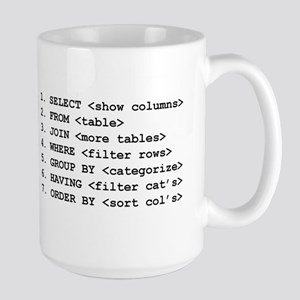 1. SELECT <show columns>
2. FROM <table>
3. JOIN <more tables>
4. WHERE <filter rows>
5. GROUP BY <categorize>
6. HAVING <filter cat's>
7. ORDER BY <sort col's>